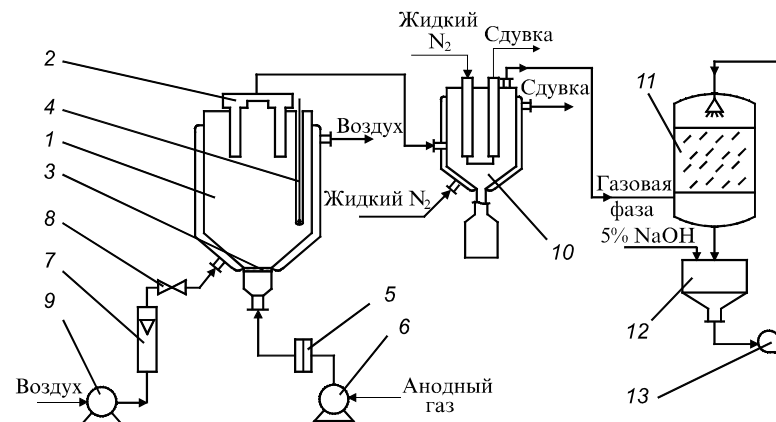 Жидкий
N2
Сдувка
2
11
4
Сдувка
1
Воздух
3
8
Жидкий N2
Газовая
фаза
7
10
5% NaOH
9
5
6
12
Воздух
Анодный
газ
13